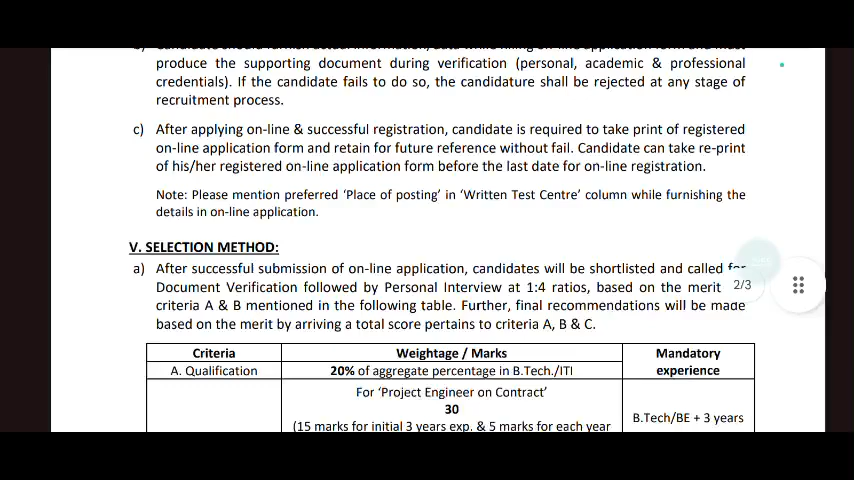 produce the supporting document during verification (personal, academic & professional
credentials). If the candidate fails to do so, the candidature shall be rejected at any stage of
recruitment process.
c) After applying on-line & successful registration, candidate is required to take print of registered
on-line application form and retain for future reference without fail. Candidate can take re-print
of his/her registered on-line application form before the last date for on-line registration.
Note: Please mention preferred ‘Place of posting’ in ‘Written Test Centre’ column while furnishing the
details in on-line application.
V. SELECTION METHOD:
a) After successful submission of on-line application, candidates will be shortlisted and called for
Document Verification followed by Personal Interview at 1:4 ratios, based on the merit
2/3
criteria A & B mentioned in the following table. Further, final recommendations will be made
based on the merit by arriving a total score pertains to criteria A, B & C.
Criteria Weightage / Marks Mandatory
A. Qualification 20% of aggregate percentage in B.Tech./ITI experience
For ‘Project Engineer on Contract’
30
B.Tech/BE + 3 years
(15 marks for initial 3 years exp. & 5 marks for each year